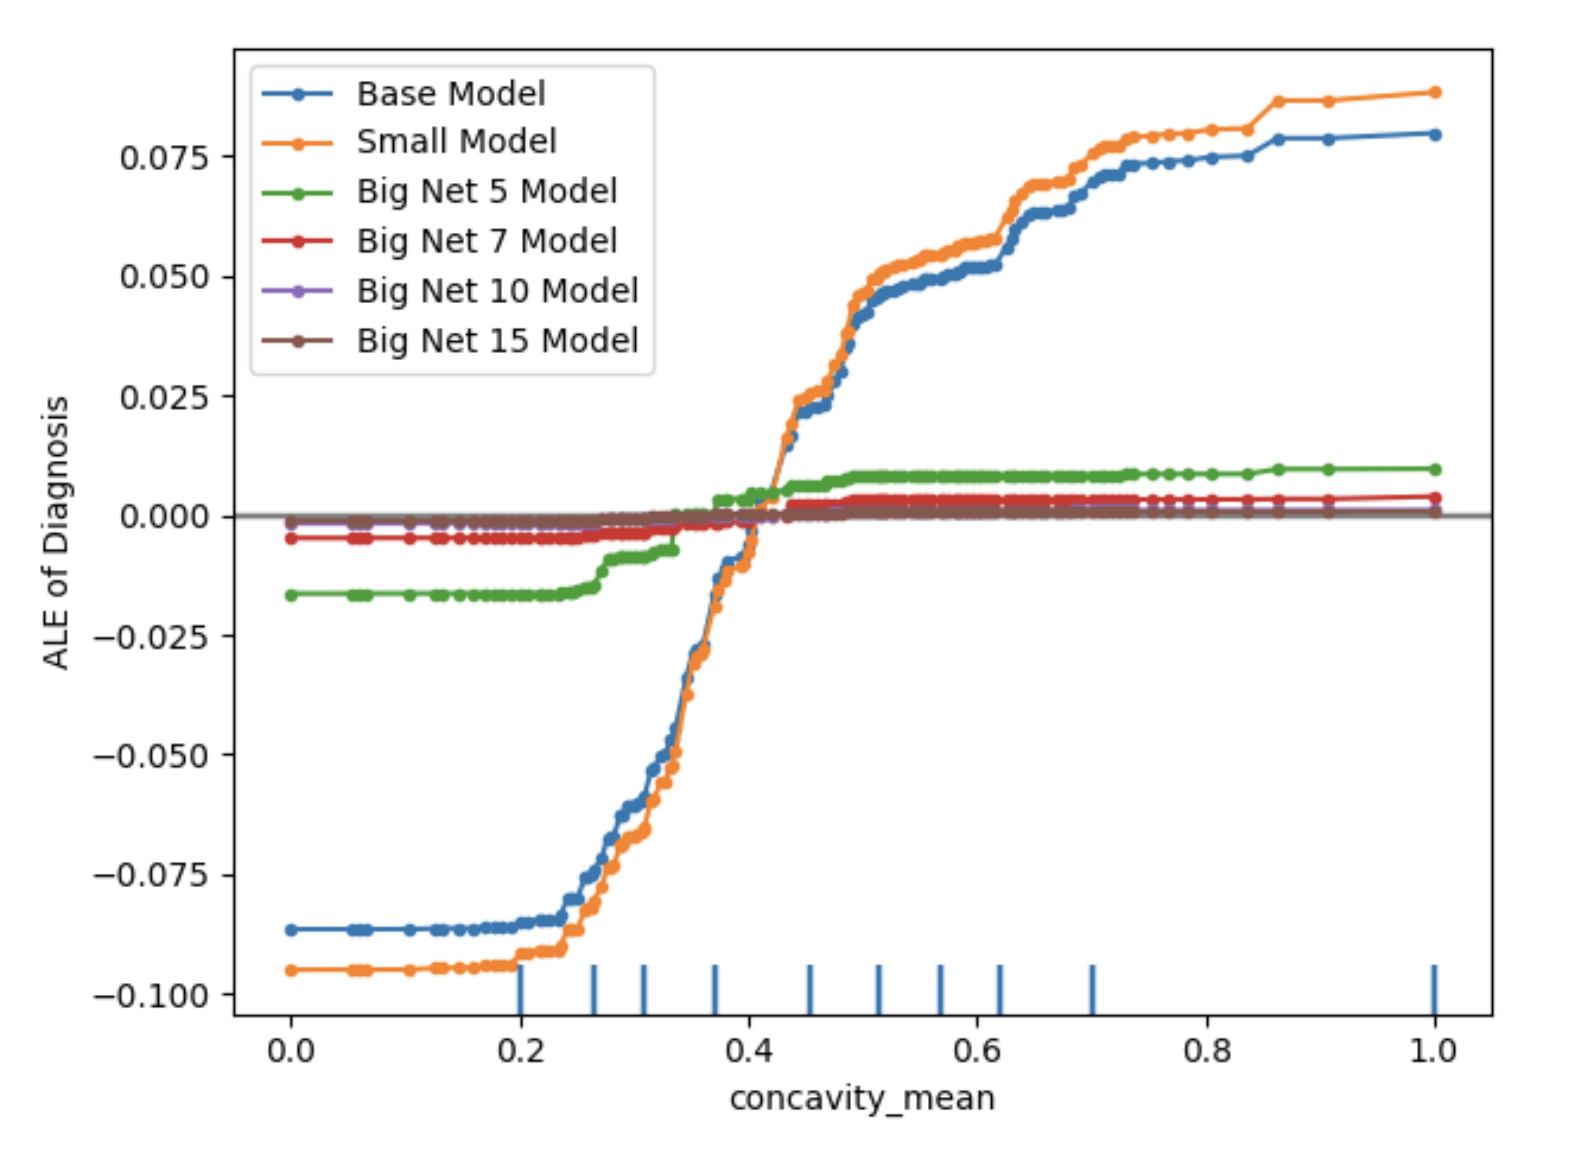 Base Model
Small Model
Big Net 5 Model
Big Net 7 Model
Big Net 10 Model
Big Net 15 Model
0.075
0.050
0.025
0.000
−0.025
−0.050
−0.075
−0.100
ALE of Diagnosis
0.0 0.2 0.4 0.6 0.8 1.0
concavity_mean